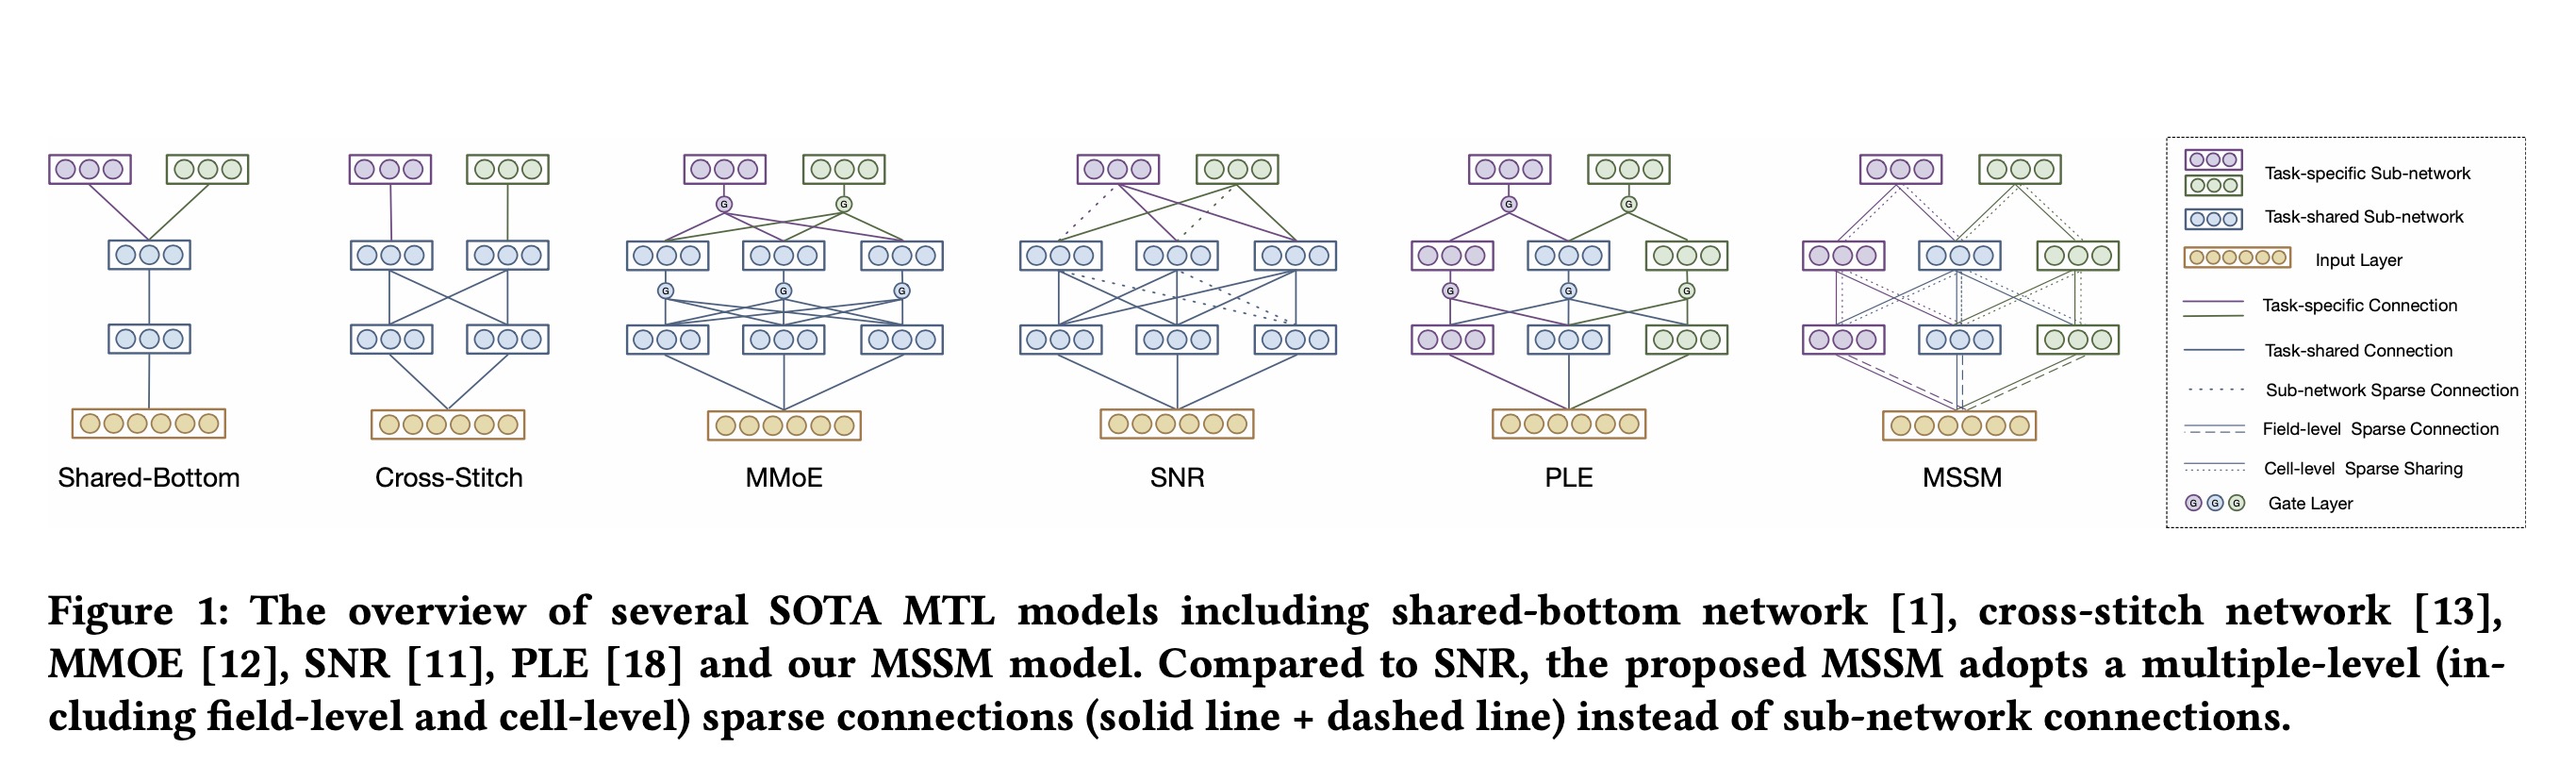 G G
G G G
G G
G G G
Shared-Bottom
Cross-Stitch
MMoE
SNR
PLE
MSSM
Task-specific Sub-network
Task-shared Sub-network
Input Layer
Task-specific Connection
Task-shared Connection
Sub-network Sparse Connection
Field-level Sparse Connection
Cell-level Sparse Sharing
G G G Gate Layer
Figure 1: The overview of several SOTA MTL models including shared-bottom network [1], cross-stitch network [13],
MMOE [12], SNR [11], PLE [18] and our MSSM model. Compared to SNR, the proposed MSSM adopts a multiple-level (in-
cluding field-level and cell-level) sparse connections (solid line + dashed line) instead of sub-network connections.